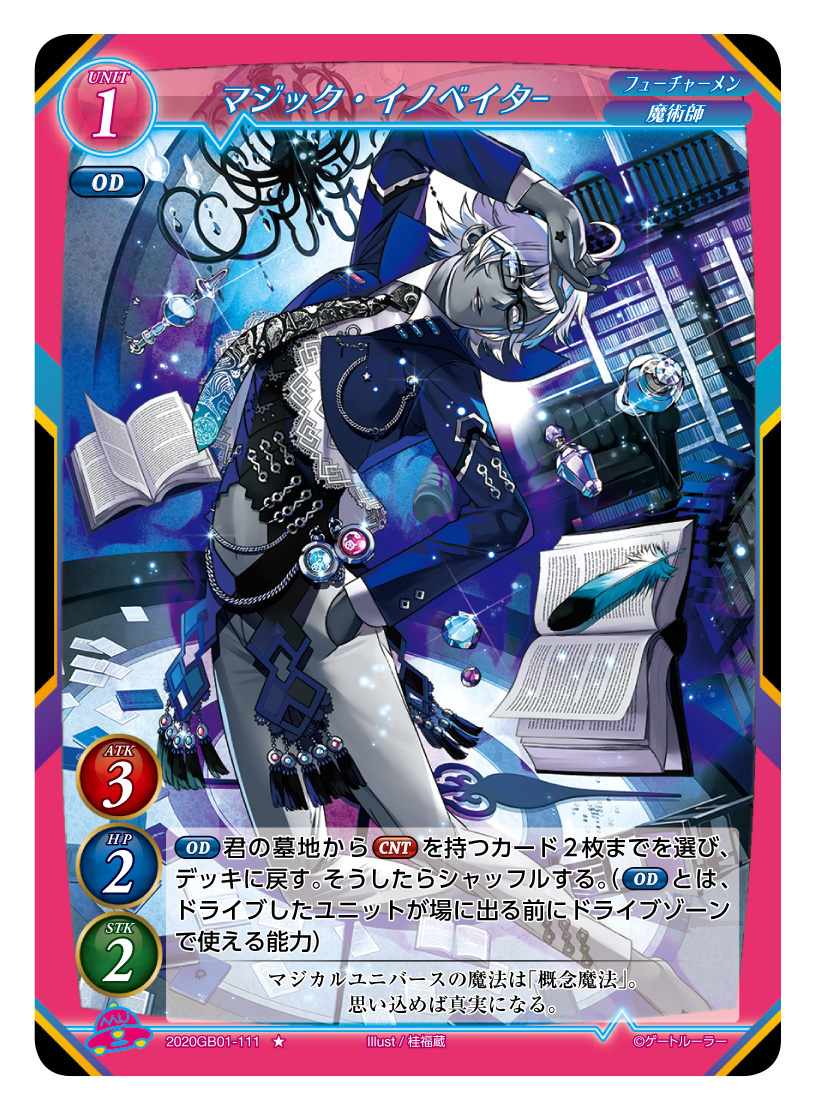 UNIT
1
マジック・イノベイター
フューチャーメン
魔術師
OD
ATK
3
HP
2
STK
2
OD 君の墓地から CNT を持つカード2枚までを選び、
デッキに戻す。そうしたらシャッフルする。( OD とは、
ドライブしたユニットが場に出る前にドライブゾーン
で使える能力)
マジカルユニバースの魔法は「概念魔法」。
思い込めば真実になる。
MU
2020GB01-111 ★
Illust / 桂福蔵
©ゲートルーラー